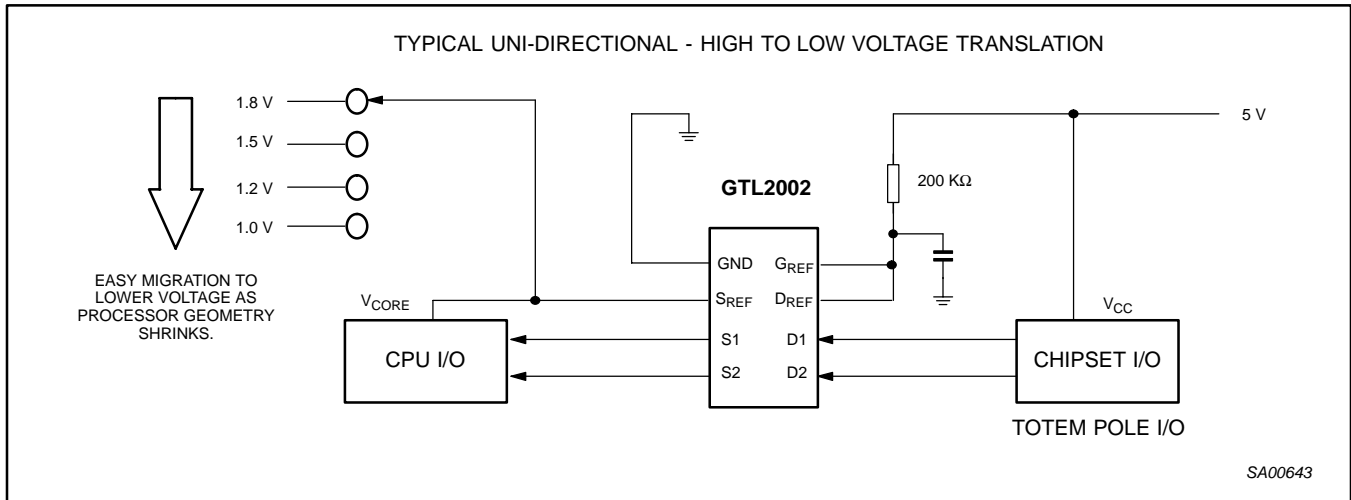 TYPICAL UNI-DIRECTIONAL - HIGH TO LOW VOLTAGE TRANSLATION
1.8 V
1.5 V
1.2 V
1.0 V
EASY MIGRATION TO
LOWER VOLTAGE AS
PROCESSOR GEOMETRY
SHRINKS.
5 V
200 KΩ
GTL2002
GND GREF
SREF DREF
S1 D1
S2 D2
VCORE
CPU I/O
VCC
CHIPSET I/O
TOTEM POLE I/O
SA00643